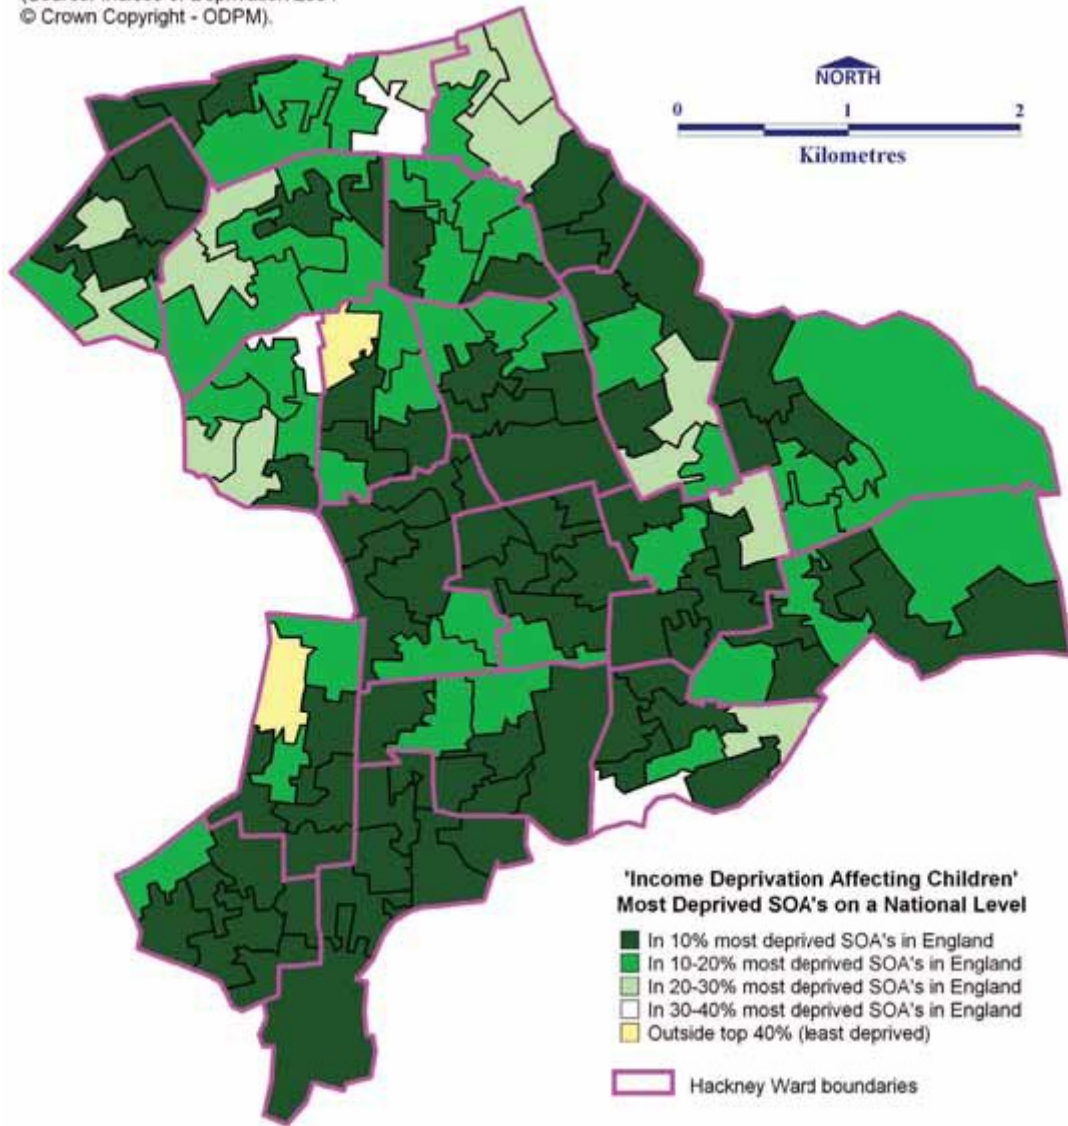 © Crown Copyright - ODPM).
NORTH
0 1 2
Kilometres
'Income Deprivation Affecting Children'
Most Deprived SOA's on a National Level
In 10% most deprived SOA's in England
In 10-20% most deprived SOA's in England
In 20-30% most deprived SOA's in England
In 30-40% most deprived SOA's in England
Outside top 40% (least deprived)
Hackney Ward boundaries